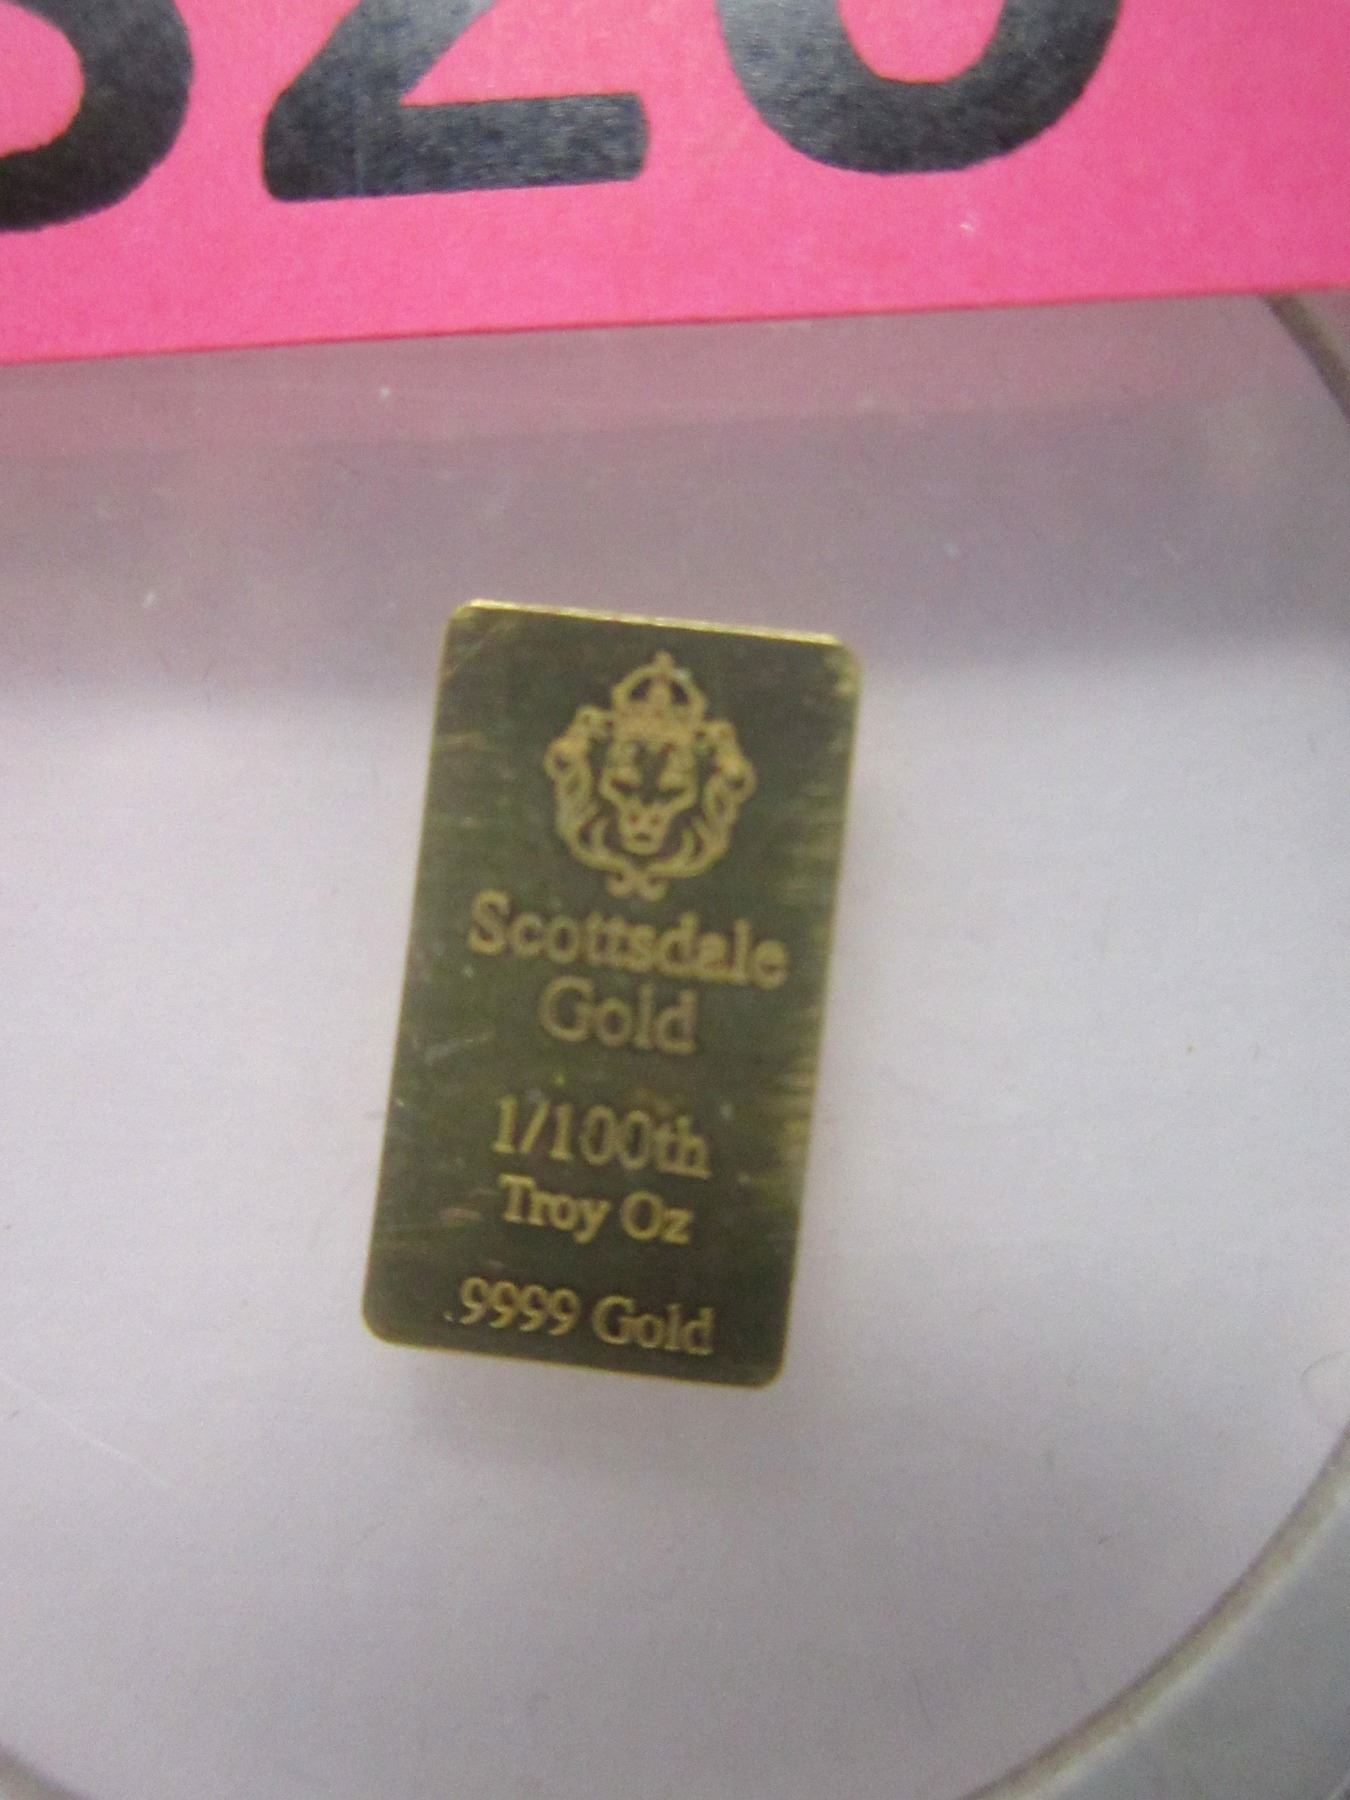 Scottsdale
Gold
1/100th
Troy Oz
.9999 Gold